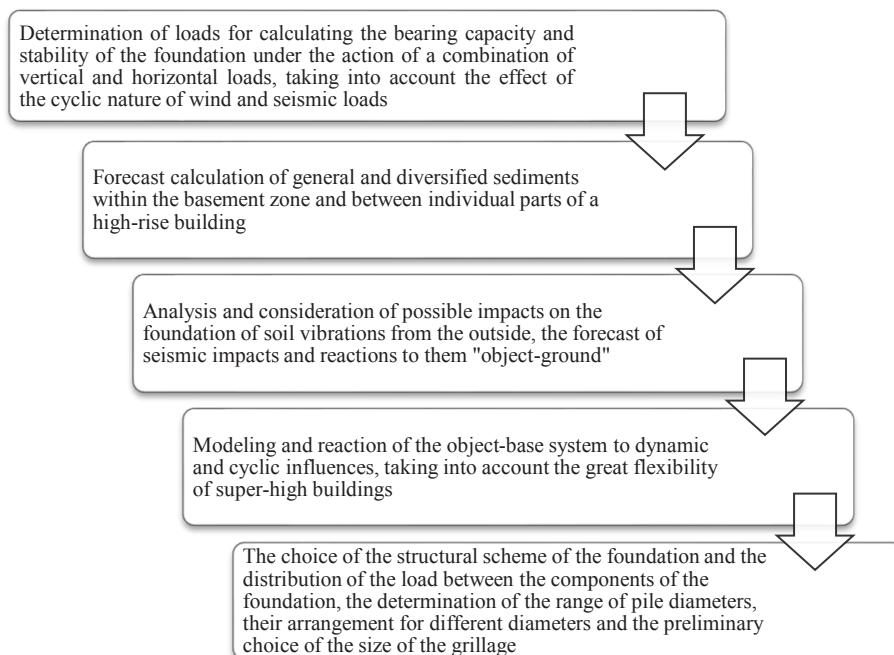 Determination of loads for calculating the bearing capacity and
stability of the foundation under the action of a combination of
vertical and horizontal loads, taking into account the effect of
the cyclic nature of wind and seismic loads
Forecast calculation of general and diversified sediments
within the basement zone and between individual parts of a
high-rise building
Analysis and consideration of possible impacts on the
foundation of soil vibrations from the outside, the forecast of
seismic impacts and reactions to them "object-ground"
Modeling and reaction of the object-base system to dynamic
and cyclic influences, taking into account the great flexibility
of super-high buildings
The choice of the structural scheme of the foundation and the
distribution of the load between the components of the
foundation, the determination of the range of pile diameters,
their arrangement for different diameters and the preliminary
choice of the size of the grillage